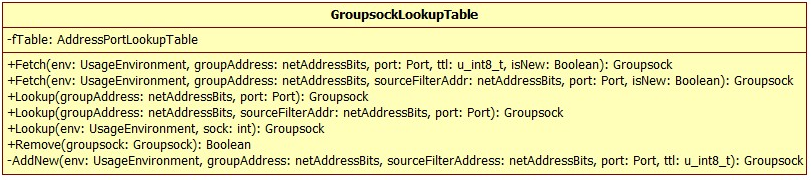 GroupsockLookupTable
-fTable: AddressPortLookupTable
+Fetch(env: UsageEnvironment, groupAddress: netAddressBits, port: Port, ttl: u_int8_t, isNew: Boolean): Groupsock
+Fetch(env: UsageEnvironment, groupAddress: netAddressBits, sourceFilterAddr: netAddressBits, port: Port, isNew: Boolean): Groupsock
+Lookup(groupAddress: netAddressBits, port: Port): Groupsock
+Lookup(groupAddress: netAddressBits, sourceFilterAddr: netAddressBits, port: Port): Groupsock
+Lookup(env: UsageEnvironment, sock: int): Groupsock
+Remove(groupsock: Groupsock): Boolean
-AddNew(env: UsageEnvironment, groupAddress: netAddressBits, sourceFilterAddress: netAddressBits, port: Port, ttl: u_int8_t): Groupsock